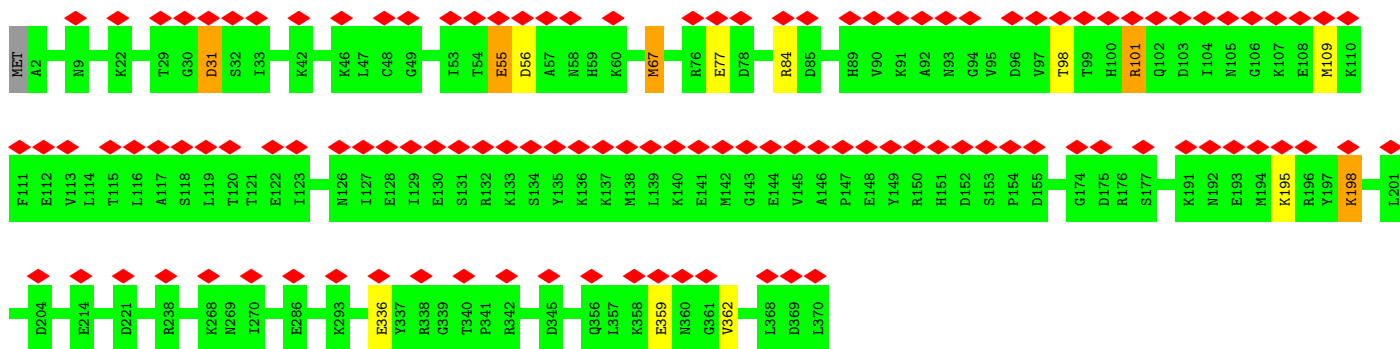 MET A2 N9 K22 T29 G30 D31 S32 I33 K42 K46 L47 C48 G49 I53 T54 E55 D56 A57 N58 H59 K60 M67 R76 E77 D78 R84 D85 H89 V90 K91 A92 N93 G94 V95 D96 V97 T98 T99 H100 R101 Q102 D103 I104 N105 G106 K107 E108 M109 K110
F111 E112 V113 L114 T115 L116 A117 S118 L119 T120 T121 E122 I123 N126 I127 E128 I129 E130 S131 R132 K133 S134 Y135 K136 K137 M138 L139 K140 E141 M142 G143 E144 V145 A146 P147 E148 Y149 R150 H151 D152 S153 P154 D155 G174 D175 R176 S177 K191 N192 E193 M194 K195 R196 Y197 K198 L201
D204 E214 D221 R238 K268 N269 I270 E286 K293 E336 Y337 R338 G339 T340 P341 R342 D345 Q356 L357 K358 E359 N360 G361 V362 L368 D369 L370